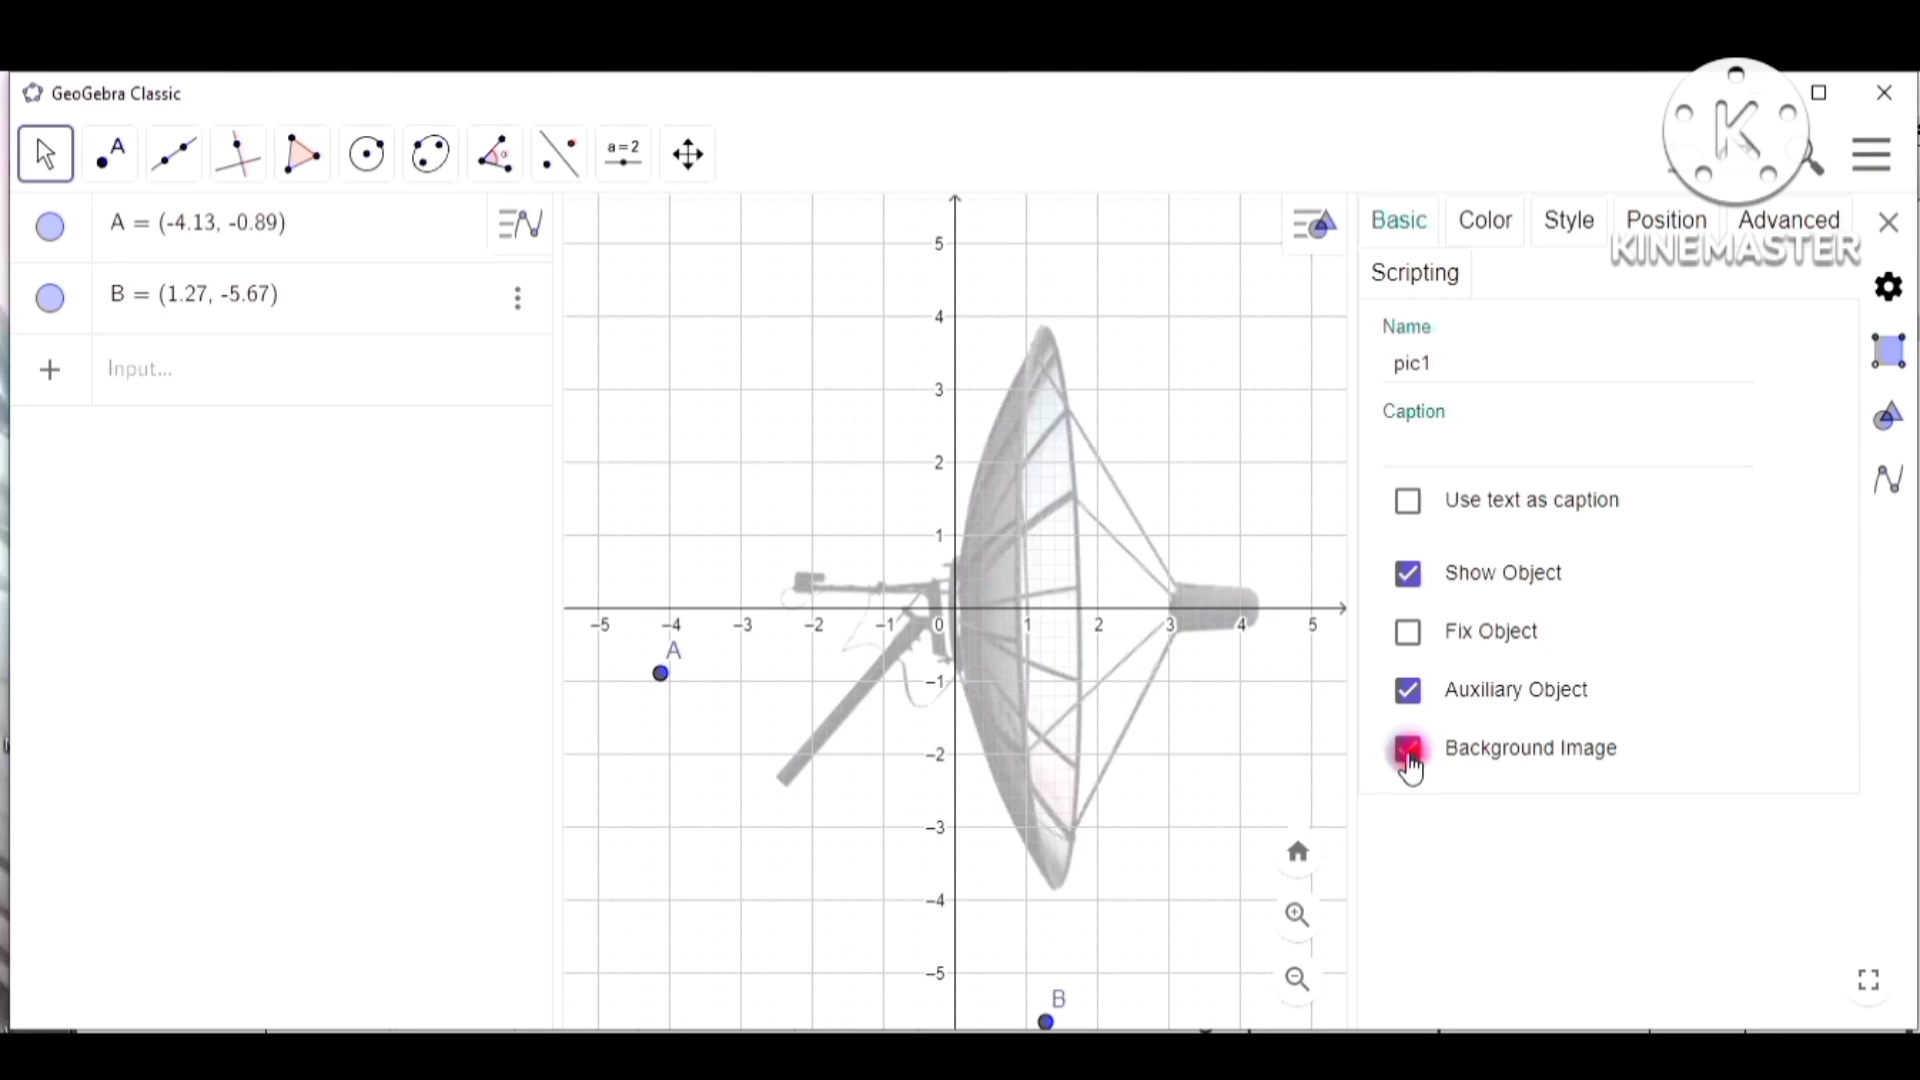 GeoGebra Classic
A
a = 2
K
KINEMASTER
A = (-4.13, -0.89)
B = (1.27, -5.67)
Input...
5
4
3
2
1
0
-5
-4
-3
-2
-1
1
2
3
4
5
-1
-2
-3
-4
-5
A
B
Basic
Color
Style
Position
Advanced
Scripting
Name
pic1
Caption
Use text as caption
Show Object
Fix Object
Auxiliary Object
Background Image